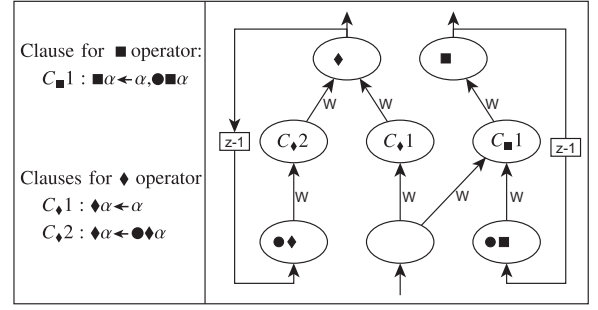 Clause for ■ operator:
C■1 : ■α←α,●■α
Clauses for ♦ operator
C♦1 : ♦α←α
C♦2 : ♦α←●♦α
♦
■
W
W
W
z-1
C♦2
C♦1
C■1
z-1
W
W
W
W
●♦
●■